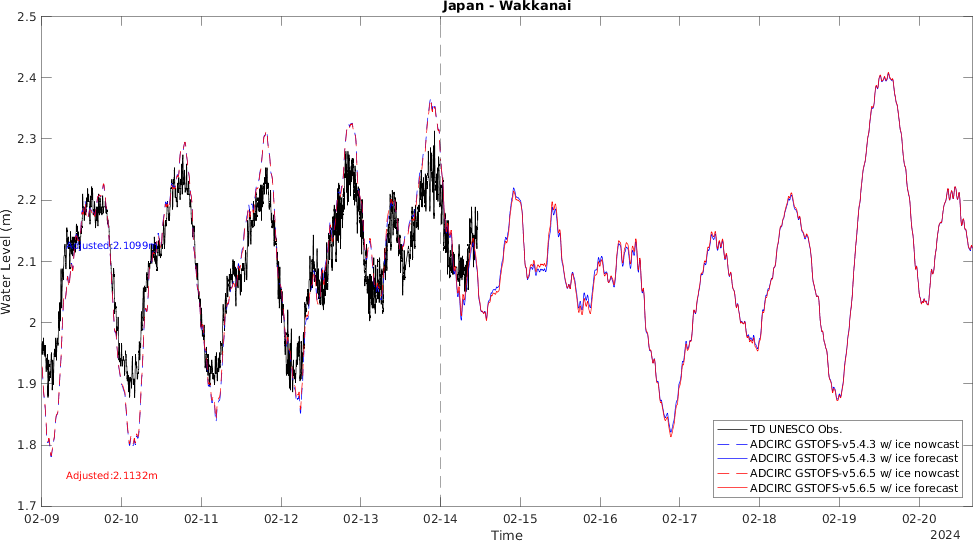 Japan - Wakkanai
2.5
2.4
2.3
2.2
2.1
2
1.9
1.8
1.7
Water Level (m)
Adjusted:2.1099m
Adjusted:2.1132m
TD UNESCO Obs.
ADCIRC GSTOFS-v5.4.3 w/ ice nowcast
ADCIRC GSTOFS-v5.4.3 w/ ice forecast
ADCIRC GSTOFS-v5.6.5 w/ ice nowcast
ADCIRC GSTOFS-v5.6.5 w/ ice forecast
02-09 02-10 02-11 02-12 02-13 02-14 02-15 02-16 02-17 02-18 02-19 02-20
Time
2024